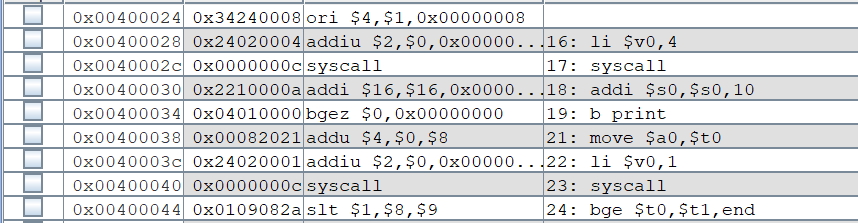 0x00400024 0x34240008 ori $4,$1,0x00000008
0x00400028 0x24020004 addiu $2,$0,0x00000... 16: li $v0,4
0x0040002c 0x0000000c syscall 17: syscall
0x00400030 0x2210000a addi $16,$16,0x0000... 18: addi $s0,$s0,10
0x00400034 0x04010000 bgez $0,0x00000000 19: b print
0x00400038 0x00082021 addu $4,$0,$8 21: move $a0,$t0
0x0040003c 0x24020001 addiu $2,$0,0x00000... 22: li $v0,1
0x00400040 0x0000000c syscall 23: syscall
0x00400044 0x0109082a slt $1,$8,$9 24: bge $t0,$t1,end